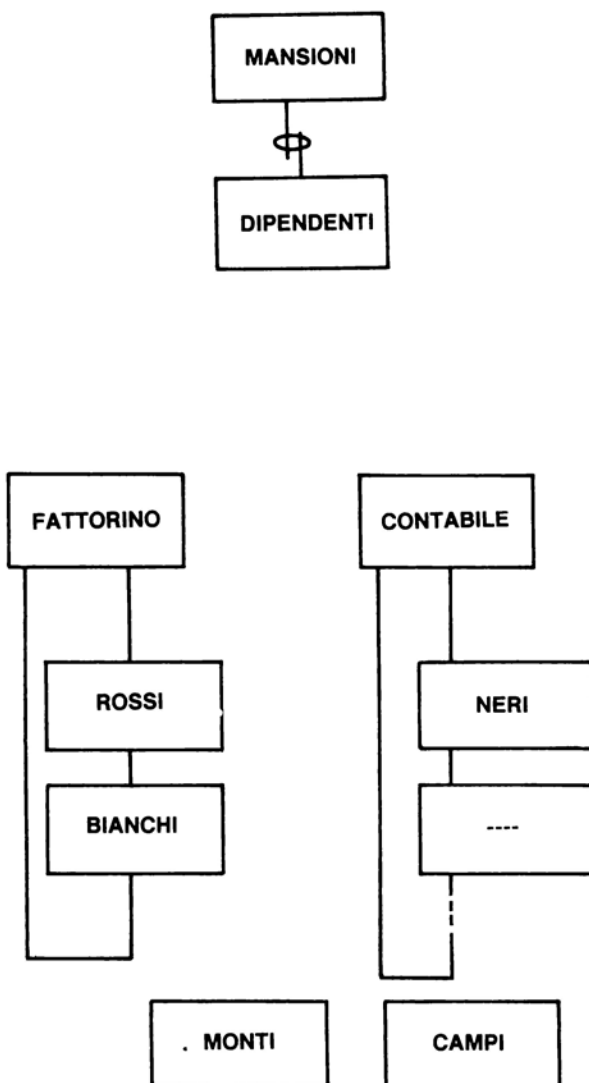 MANSIONI
DIPENDENTI
FATTORINO
CONTABILE
ROSSI
NERI
BIANCHI
----
. MONTI
CAMPI